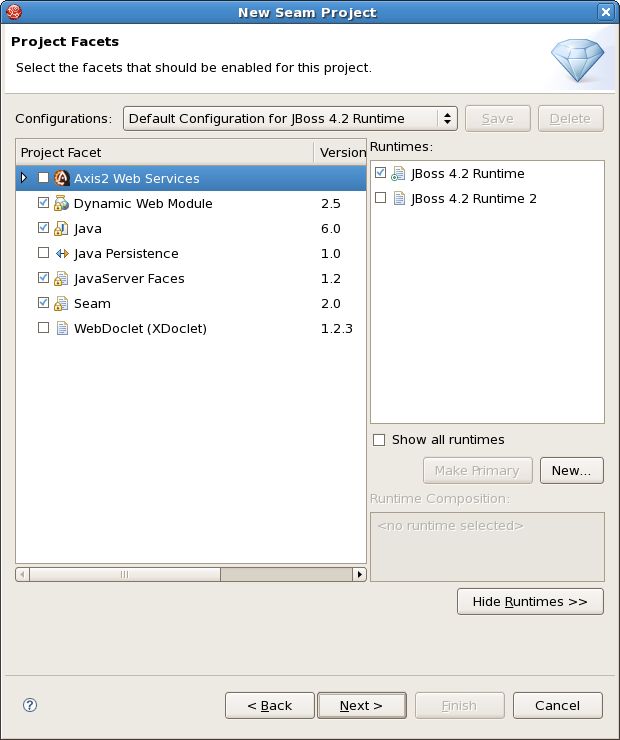 New Seam Project
Project Facets
Select the facets that should be enabled for this project.
Configurations: Default Configuration for JBoss 4.2 Runtime Save Delete
Project Facet Version
Axis2 Web Services
Dynamic Web Module 2.5
Java 6.0
Java Persistence 1.0
JavaServer Faces 1.2
Seam 2.0
WebDoclet (XDoclet) 1.2.3
Runtimes:
JBoss 4.2 Runtime
JBoss 4.2 Runtime 2
Show all runtimes
Make Primary New...
Runtime Composition:
<no runtime selected>
Hide Runtimes >>
? < Back Next > Finish Cancel